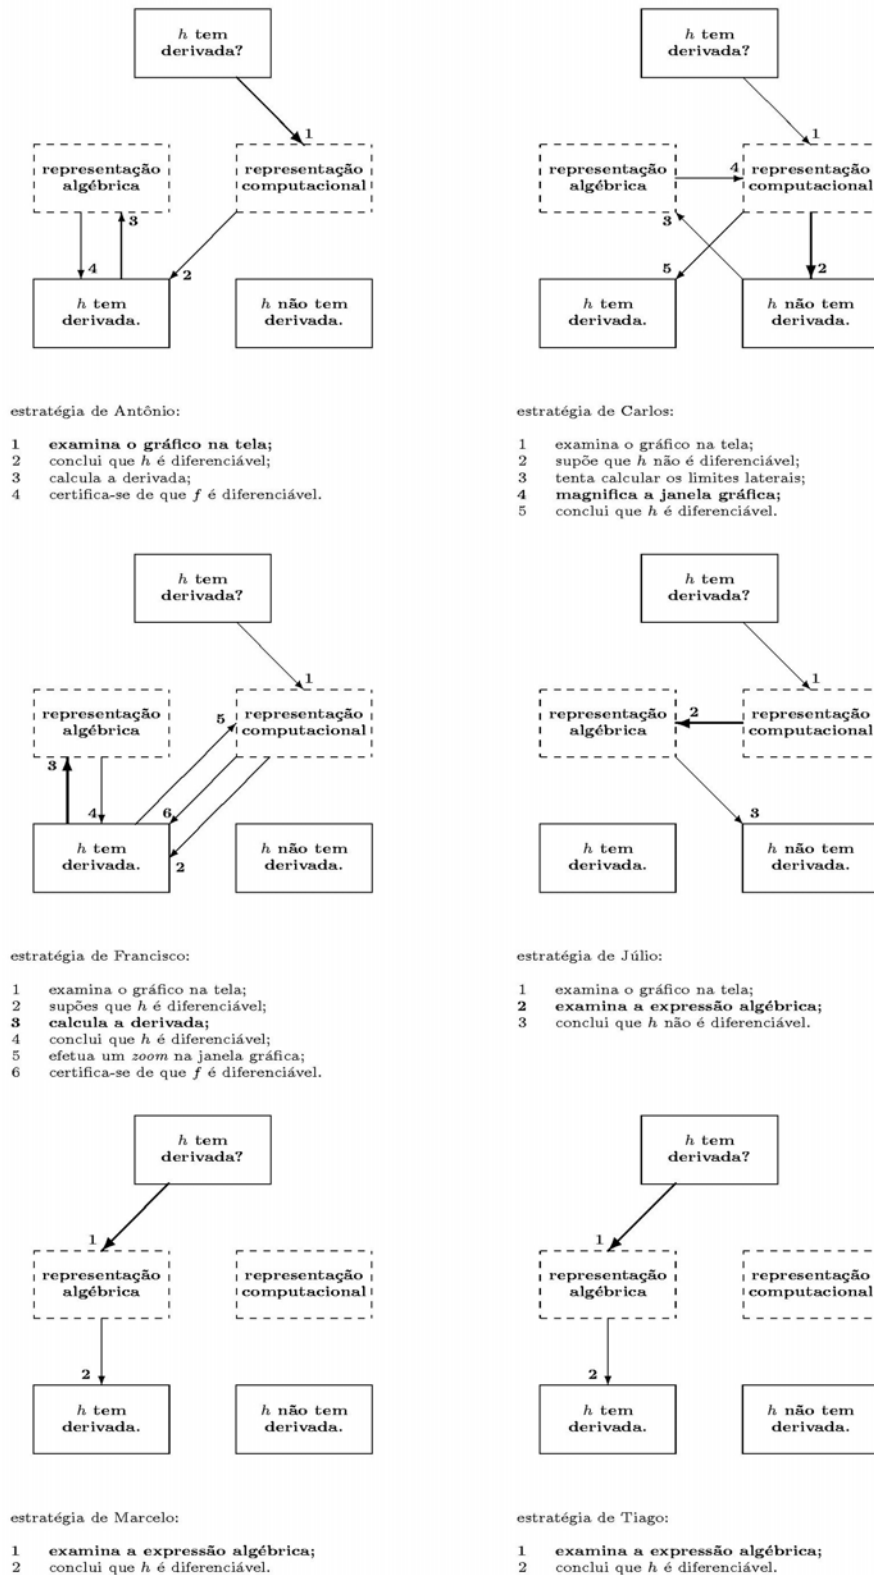 h tem
derivada?
1
representação
algébrica
representação
computacional
3
4
2
h tem
derivada.
h não tem
derivada.
estratégia de Antônio:
1 examina o gráfico na tela;
2 conclui que h é diferenciável;
3 calcula a derivada;
4 certifica-se de que f é diferenciável.
h tem
derivada?
1
representação
algébrica
4
representação
computacional
3
5
2
h tem
derivada.
h não tem
derivada.
estratégia de Carlos:
1 examina o gráfico na tela;
2 supõe que h não é diferenciável;
3 tenta calcular os limites laterais;
4 magnifica a janela gráfica;
5 conclui que h é diferenciável.
h tem
derivada?
1
representação
algébrica
5
representação
computacional
3
4
6
2
h tem
derivada.
h não tem
derivada.
estratégia de Francisco:
1 examina o gráfico na tela;
2 supões que h é diferenciável;
3 calcula a derivada;
4 conclui que h é diferenciável;
5 efetua um zoom na janela gráfica;
6 certifica-se de que f é diferenciável.
h tem
derivada?
1
representação
algébrica
2
representação
computacional
3
h tem
derivada.
h não tem
derivada.
estratégia de Júlio:
1 examina o gráfico na tela;
2 examina a expressão algébrica;
3 conclui que h não é diferenciável.
h tem
derivada?
1
representação
algébrica
representação
computacional
2
h tem
derivada.
h não tem
derivada.
estratégia de Marcelo:
1 examina a expressão algébrica;
2 conclui que h é diferenciável.
h tem
derivada?
1
representação
algébrica
representação
computacional
2
h tem
derivada.
h não tem
derivada.
estratégia de Tiago:
1 examina a expressão algébrica;
2 conclui que h é diferenciável.